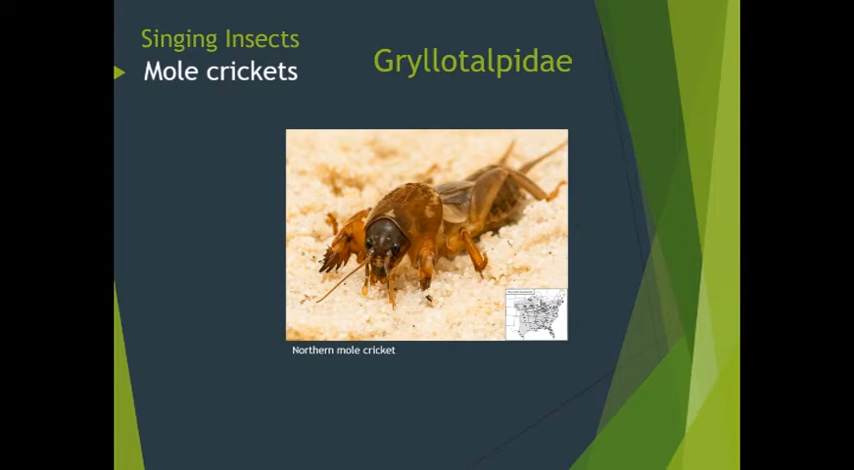 Singing Insects
Mole crickets
Gryllotalpidae
Northern mole cricket